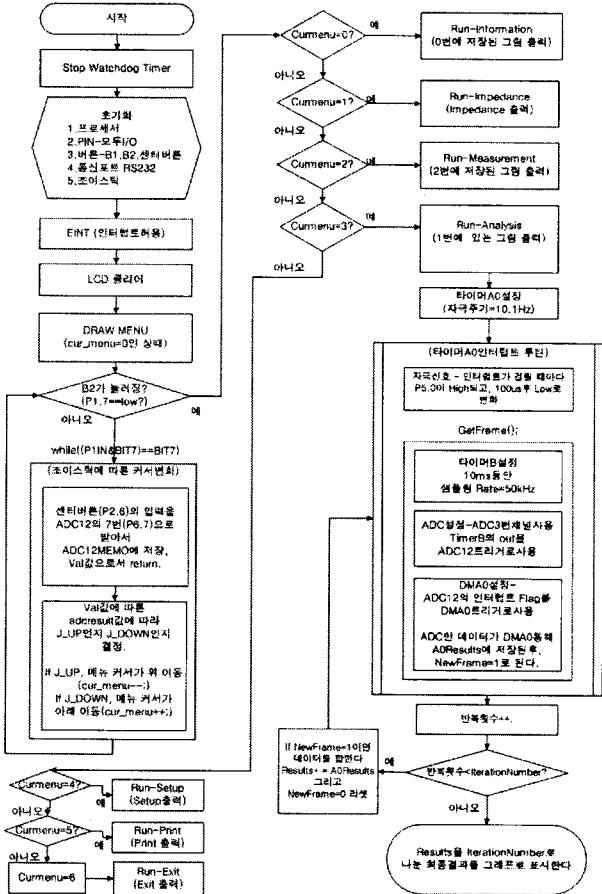 시작
Stop Watchdog Timer
초기화
1.프로세서
2.PIN-모두I/O
3.버튼-B1,B2,센터버튼
4.통신포트 RS232
5.조이스틱
EINT (인터럽트허용)
LCD 클리어
DRAW MENU
(cur_menu=0인 상태)
B2가 눌러짐?
(P1.7==low?)
아니오
예
while((P1IN&BIT7)==BIT7)
(조이스틱에 따른 커서변화)
센터버튼(P2.6)의 입력을
ADC12의 7번(P6.7)으로
받아서
ADC12MEM0에 저장,
Val값으로서 return.
Val값에 따른
adcresult값에 따라
J_UP인지 J_DOWN인지
결정.
If J_UP, 메뉴 커서가 위 이동
(cur_menu--;)
If J_DOWN, 메뉴 커서가
아래 이동(cur_menu++;)
Curmenu=4?
예
Run-Setup
(Setup출력)
아니오
Curmenu=5?
예
Run-Print
(Print 출력)
아니오
Curmenu=6
Run-Exit
(Exit 출력)
Curmenu=0?
예
Run-Information
(0번에 저장된 그림 출력)
아니오
Curmenu=1?
예
Run-Impedance
(Impedance 출력)
아니오
Curmenu=2?
예
Run-Measurement
(2번에 저장된 그림 출력)
아니오
Curmenu=3?
예
Run-Analysis
(1번에 있는 그림 출력)
아니오
타이머A0설정
(자극주기=10.1Hz)
(타이머A0인터럽트 루틴)
자극신호 - 인터럽트가 걸릴 때마다
P5.0이 High되고, 100us후 Low로
변화
GetFrame();
타이머B설정
10ms동안
샘플링 Rate=50kHz
ADC설정-ADC3번채널사용
TimerB의 out을
ADC12트리거로사용
DMA0설정-
ADC12의 인터럽트 Flag를
DMA0트리거로사용
ADC한 데이터가 DMA0통해
A0Results에 저장된후,
NewFrame=1로 된다.
반복횟수++.
If NewFrame=1이면
데이터를 합한다
Results+ = A0Results
그리고
NewFrame=0 리셋
예
반복횟수<IterationNumber?
아니오
Results을 IterationNumber로
나눈 최종결과를 그래프로 표시한다